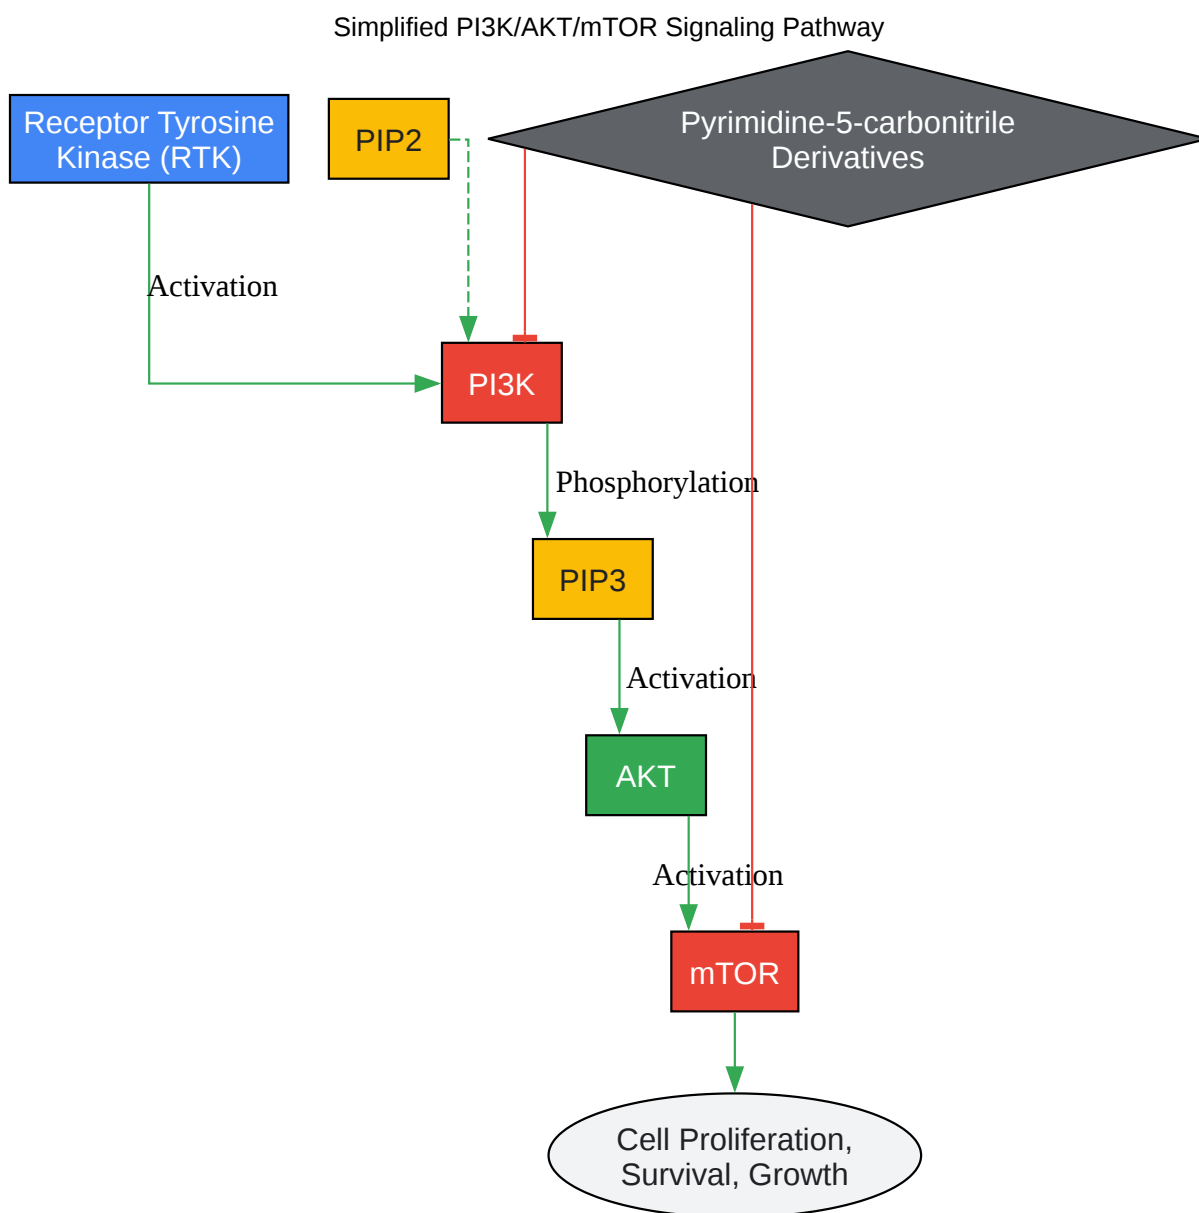 Simplified PI3K/AKT/mTOR Signaling Pathway
Receptor Tyrosine
Kinase (RTK)
PIP2
Pyrimidine-5-carbonitrile
Derivatives
Activation
PI3K
Phosphorylation
PIP3
Activation
AKT
Activation
mTOR
Cell Proliferation,
Survival, Growth